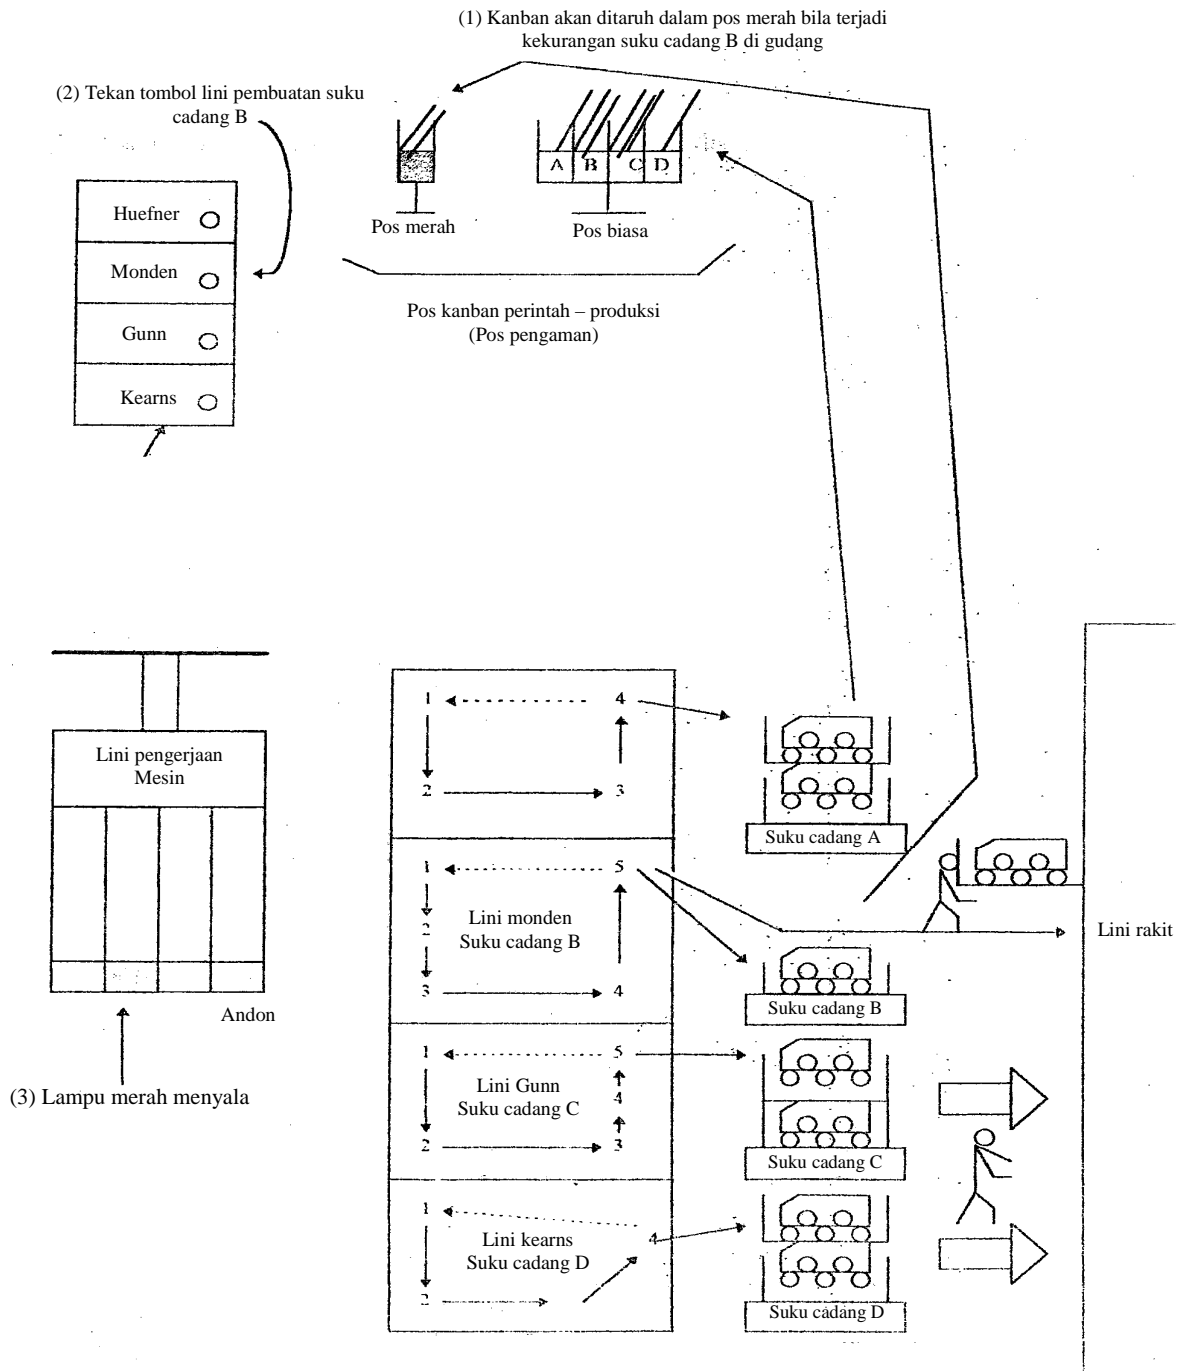 (1) Kanban akan ditaruh dalam pos merah bila terjadi
kekurangan suku cadang B di gudang
(2) Tekan tombol lini pembuatan suku
cadang B
A B C D
Huefner
Monden
Gunn
Kearns
Pos merah
Pos biasa
Pos kanban perintah – produksi
(Pos pengaman)
Lini pengerjaan
Mesin
Andon
(3) Lampu merah menyala
1 4
2 3
Suku cadang A
1 5
2
Lini monden
Suku cadang B
3 4
Suku cadang B
Lini rakit
1 5
Lini Gunn
Suku cadang C
4
2 3
Suku cadang C
1
Lini kearns
Suku cadang D
4
2
Suku cadang D